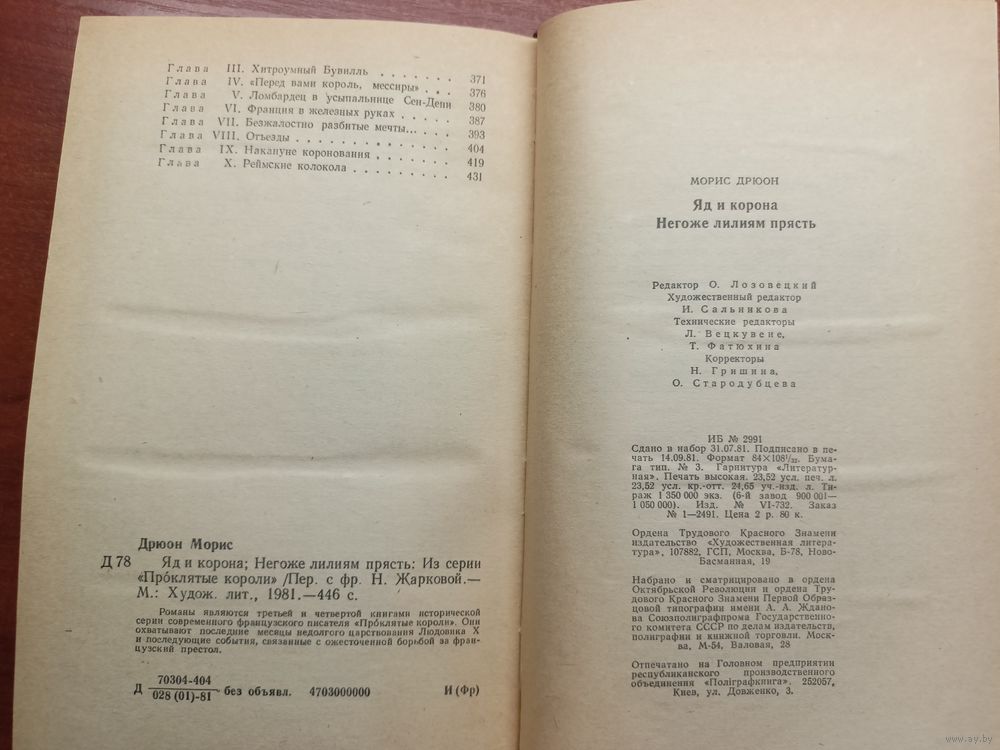 Глава III. Хитроумный Бувилль . . . . . . . 371
Глава IV. «Перед вами король, мессиры» . . . 376
Глава V. Ломбардец в усыпальнице Сен-Дени 380
Глава VI. Франция в железных руках . . . . . 387
Глава VII. Безжалостно разбитые мечты... . . . 393
Глава VIII. Отъезды . . . . . . . . . . . . 404
Глава IX. Накануне коронования . . . . . . . 419
Глава X. Реймские колокола . . . . . . . . . 431
Дрюон Морис
Д 78 Яд и корона; Негоже лилиям прясть: Из серии
«Про́клятые короли» /Пер. с фр. Н. Жарковой.—
М.: Худож. лит., 1981.—446 с.
Романы являются третьей и четвертой книгами исторической
серии современного французского писателя «Про́клятые короли». Они
охватывают последние месяцы недолгого царствования Людовика X
и последующие события, связанные с ожесточенной борьбой за фран-
цузский престол.
Д 70304-404
028 (01)-81 без объявл. 4703000000 И (Фр)
МОРИС ДРЮОН
Яд и корона
Негоже лилиям прясть
Редактор О. Лозовецкий
Художественный редактор
И. Сальникова
Технические редакторы
Л. Вецкувене,
Т. Фатюхина
Корректоры
Н. Гришина,
О. Стародубцева
ИБ № 2991
Сдано в набор 31.07.81. Подписано в пе-
чать 14.09.81. Формат 84×108¹/₃₂. Бума-
га тип. № 3. Гарнитура «Литератур-
ная». Печать высокая. 23,52 усл. печ. л.
23,52 усл. кр.-отт. 24,65 уч.-изд. л. Ти-
раж 1 350 000 экз. (6-й завод 900 001—
1 050 000). Изд. № VI-732. Заказ
№ 1—2491. Цена 2 р. 80 к.
Ордена Трудового Красного Знамени
издательство «Художественная литера-
тура», 107882, ГСП, Москва, Б-78, Ново-
Басманная, 19
Набрано и сматрицировано в ордена
Октябрьской Революции и ордена Тру-
дового Красного Знамени Первой Образ-
цовой типографии имени А. А. Ждано-
ва Союзполиграфпрома Государственно-
го комитета СССР по делам издательств,
полиграфии и книжной торговли. Моск-
ва, М-54, Валовая, 28
Отпечатано на Головном предприятии
республиканского производственного
объединения «Полiграфкнига». 252057,
Киев, ул. Довженко, 3.
www.ay.by